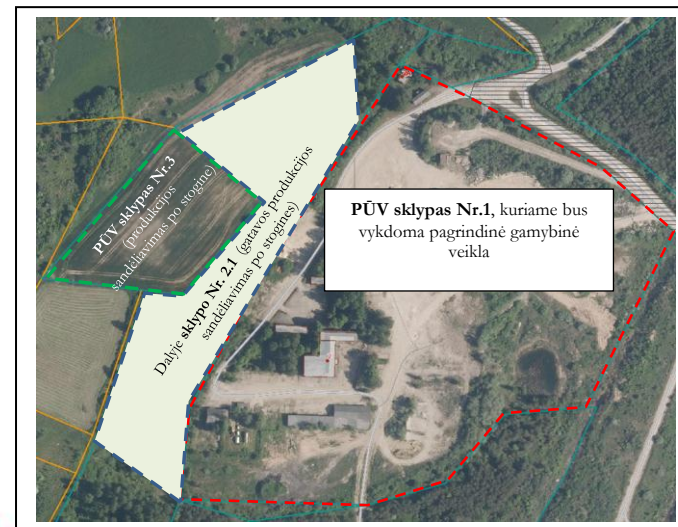 PŪV sklypas Nr.3
(produkcijos
sandėliavimas po stogine)
Dalyje sklypo Nr. 2.1 (gatavos produkcijos
sandėliavimas po stogines)
PŪV sklypas Nr.1, kuriame bus
vykdoma pagrindinė gamybinė
veikla